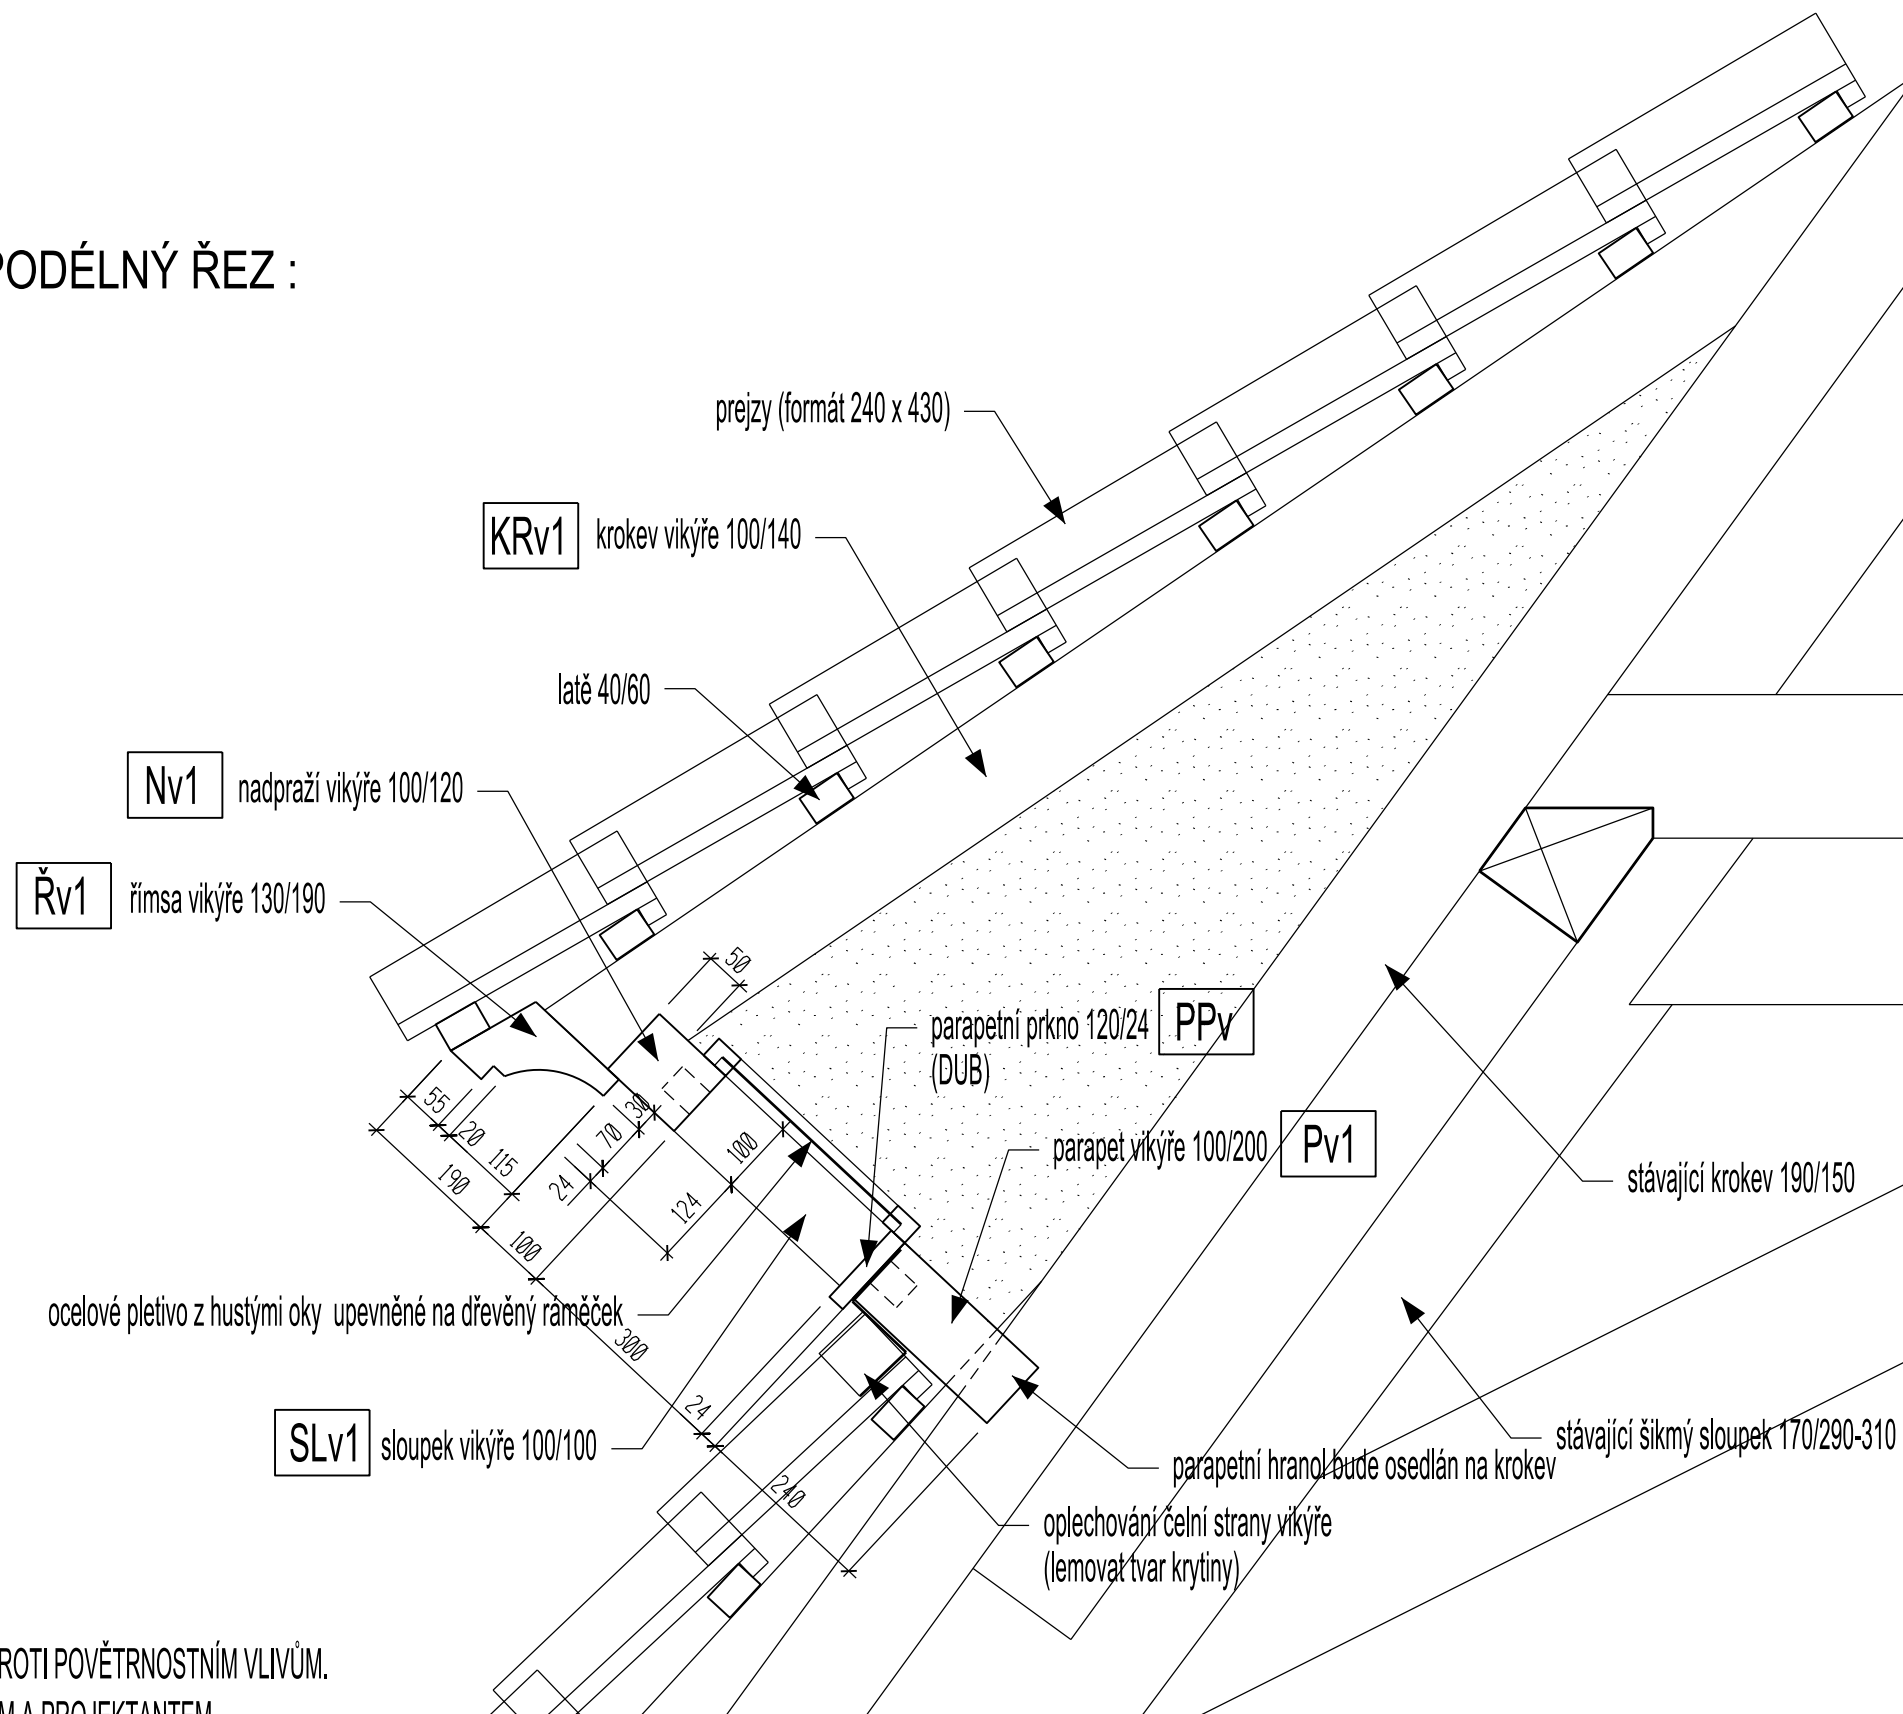 PODÉLNÝ ŘEZ :
prejzy (formát 240 x 430)
KRv1 krokev vikýře 100/140
latě 40/60
Nv1 nadpraží vikýře 100/120
Řv1 římsa vikýře 130/190
50
parapetní prkno 120/24 PPv
(DUB)
55
20
115
190
100
24
70
30
100
124
parapet vikýře 100/200 Pv1
stávající krokev 190/150
ocelové pletivo z hustými oky upevněné na dřevěný rámeček
300
24
240
SLv1 sloupek vikýře 100/100
stávající šikmý sloupek 170/290-310
parapetní hranol bude osedlán na krokev
oplechování čelní strany vikýře
(lemovat tvar krytiny)
ROTI POVĚTRNOSTNÍM VLIVŮM.
M A PROJEKTANTEM